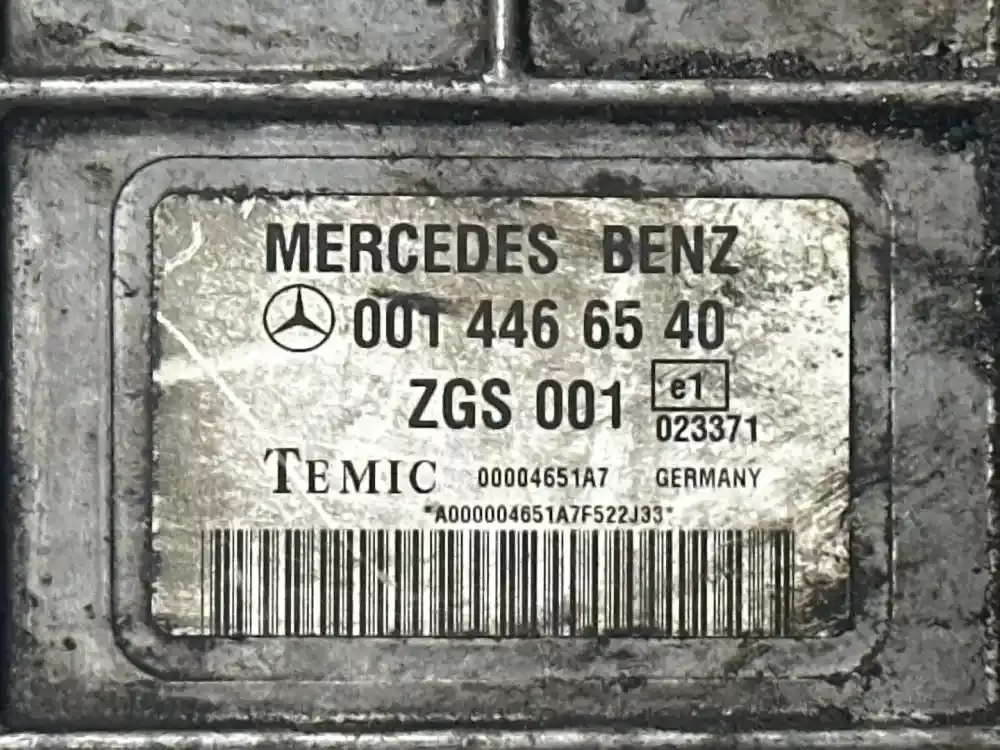 MERCEDES BENZ
001 446 65 40
ZGS 001 e1
023371
TEMIC 00004651A7 GERMANY
*A000004651A7F522J33*